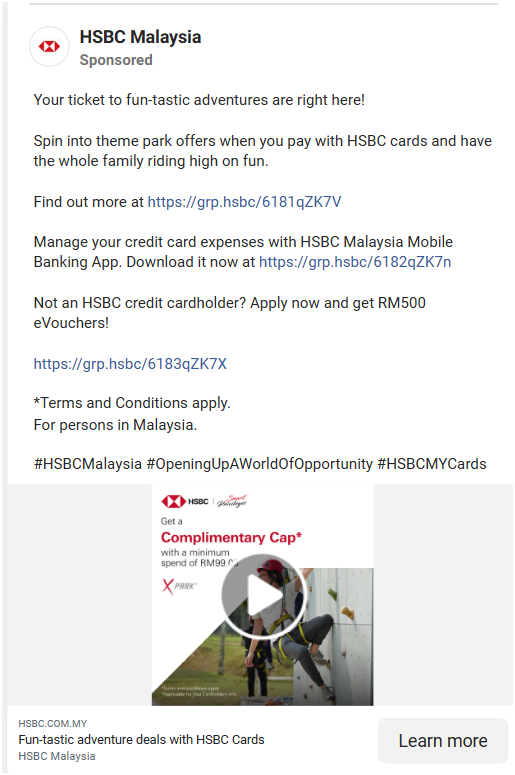 HSBC Malaysia
Sponsored
Your ticket to fun-tastic adventures are right here!
Spin into theme park offers when you pay with HSBC cards and have
the whole family riding high on fun.
Find out more at https://grp.hsbc/6181qZK7V
Manage your credit card expenses with HSBC Malaysia Mobile
Banking App. Download it now at https://grp.hsbc/6182qZK7n
Not an HSBC credit cardholder? Apply now and get RM500
eVouchers!
https://grp.hsbc/6183qZK7X
*Terms and Conditions apply.
For persons in Malaysia.
#HSBCMalaysia #OpeningUpAWorldOfOpportunity #HSBCMYCards
HSBC | Smart Privileges
Get a
Complimentary Cap*
with a minimum
spend of
X PARK
*Terms and conditions apply
HSBC.COM.MY
Fun-tastic adventure deals with HSBC Cards
HSBC Malaysia
Learn more